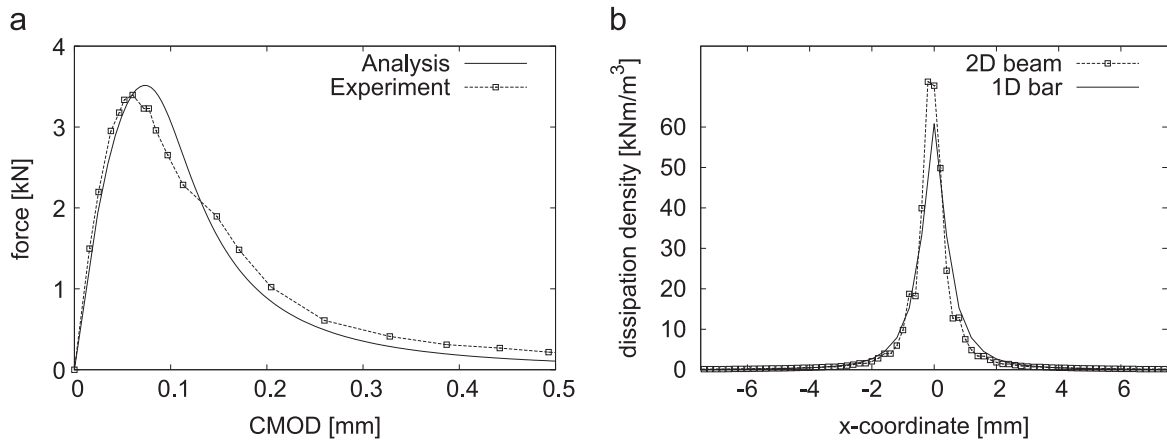 a
force [kN]
4
3
2
1
0
Analysis
Experiment
0 0.1 0.2 0.3 0.4 0.5
CMOD [mm]
b
dissipation density [kNm/m³]
60
50
40
30
20
10
0
2D beam
1D bar
-6 -4 -2 0 2 4 6
x-coordinate [mm]